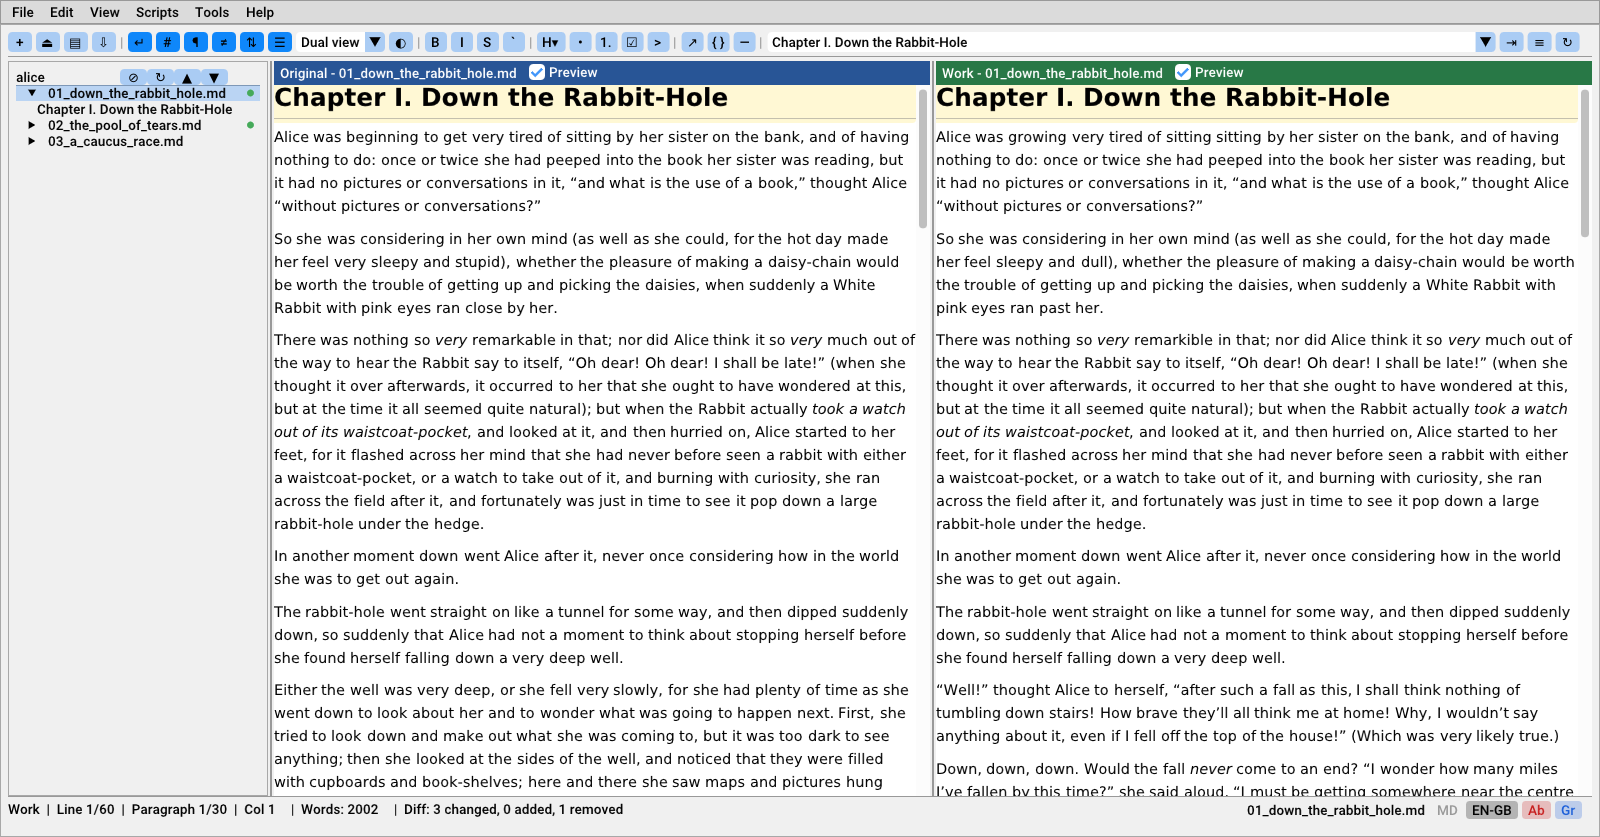 File Edit View Scripts Tools Help
+ ⏏ ▤ ⇩ | ↵ # ¶ ≠ ⇅ ☰ Dual view ▼ ◐ | B I S ` | H▾ • 1. ☑ > | ↗ {} — | Chapter I. Down the Rabbit-Hole ▼ ⇥ ≡ ↻
alice ⊘ ↻ ▲ ▼
▼ 01_down_the_rabbit_hole.md
Chapter I. Down the Rabbit-Hole
► 02_the_pool_of_tears.md
► 03_a_caucus_race.md
Original - 01_down_the_rabbit_hole.md Preview
Chapter I. Down the Rabbit-Hole
Alice was beginning to get very tired of sitting by her sister on the bank, and of having
nothing to do: once or twice she had peeped into the book her sister was reading, but
it had no pictures or conversations in it, “and what is the use of a book,” thought Alice
“without pictures or conversations?”
So she was considering in her own mind (as well as she could, for the hot day made
her feel very sleepy and stupid), whether the pleasure of making a daisy-chain would
be worth the trouble of getting up and picking the daisies, when suddenly a White
Rabbit with pink eyes ran close by her.
There was nothing so very remarkable in that; nor did Alice think it so very much out of
the way to hear the Rabbit say to itself, “Oh dear! Oh dear! I shall be late!” (when she
thought it over afterwards, it occurred to her that she ought to have wondered at this,
but at the time it all seemed quite natural); but when the Rabbit actually took a watch
out of its waistcoat-pocket, and looked at it, and then hurried on, Alice started to her
feet, for it flashed across her mind that she had never before seen a rabbit with either
a waistcoat-pocket, or a watch to take out of it, and burning with curiosity, she ran
across the field after it, and fortunately was just in time to see it pop down a large
rabbit-hole under the hedge.
In another moment down went Alice after it, never once considering how in the world
she was to get out again.
The rabbit-hole went straight on like a tunnel for some way, and then dipped suddenly
down, so suddenly that Alice had not a moment to think about stopping herself before
she found herself falling down a very deep well.
Either the well was very deep, or she fell very slowly, for she had plenty of time as she
went down to look about her and to wonder what was going to happen next. First, she
tried to look down and make out what she was coming to, but it was too dark to see
anything; then she looked at the sides of the well, and noticed that they were filled
with cupboards and book-shelves; here and there she saw maps and pictures hung
Work - 01_down_the_rabbit_hole.md Preview
Chapter I. Down the Rabbit-Hole
Alice was growing very tired of sitting sitting by her sister on the bank, and of having
nothing to do: once or twice she had peeped into the book her sister was reading, but
it had no pictures or conversations in it, “and what is the use of a book,” thought Alice
“without pictures or conversations?”
So she was considering in her own mind (as well as she could, for the hot day made
her feel sleepy and dull), whether the pleasure of making a daisy-chain would be worth
the trouble of getting up and picking the daisies, when suddenly a White Rabbit with
pink eyes ran past her.
There was nothing so very remarkible in that; nor did Alice think it so very much out of
the way to hear the Rabbit say to itself, “Oh dear! Oh dear! I shall be late!” (when she
thought it over afterwards, it occurred to her that she ought to have wondered at this,
but at the time it all seemed quite natural); but when the Rabbit actually took a watch
out of its waistcoat-pocket, and looked at it, and then hurried on, Alice started to her
feet, for it flashed across her mind that she had never before seen a rabbit with either
a waistcoat-pocket, or a watch to take out of it, and burning with curiosity, she ran
across the field after it, and fortunately was just in time to see it pop down a large
rabbit-hole under the hedge.
In another moment down went Alice after it, never once considering how in the world
she was to get out again.
The rabbit-hole went straight on like a tunnel for some way, and then dipped suddenly
down, so suddenly that Alice had not a moment to think about stopping herself before
she found herself falling down a very deep well.
“Well!” thought Alice to herself, “after such a fall as this, I shall think nothing of
tumbling down stairs! How brave they’ll all think me at home! Why, I wouldn’t say
anything about it, even if I fell off the top of the house!” (Which was very likely true.)
Down, down, down. Would the fall never come to an end? “I wonder how many miles
I’ve fallen by this time?” she said aloud. “I must be getting somewhere near the centre
Work | Line 1/60 | Paragraph 1/30 | Col 1 | Words: 2002 | Diff: 3 changed, 0 added, 1 removed
01_down_the_rabbit_hole.md MD EN-GB Ab Gr